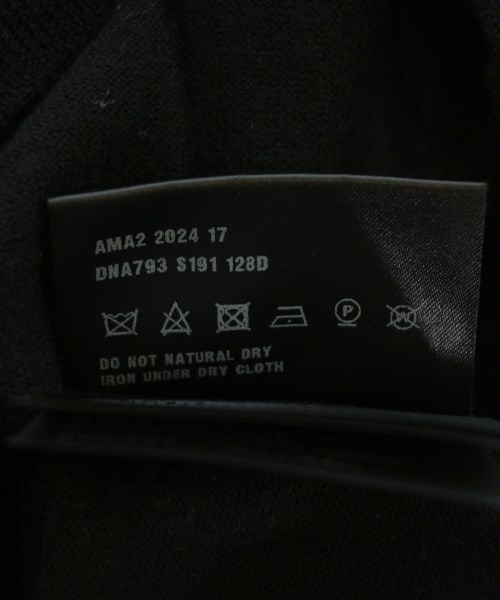 AMA2 2024 17
DNA793 S191 128D
P W
DO NOT NATURAL DRY
IRON UNDER DRY CLOTH